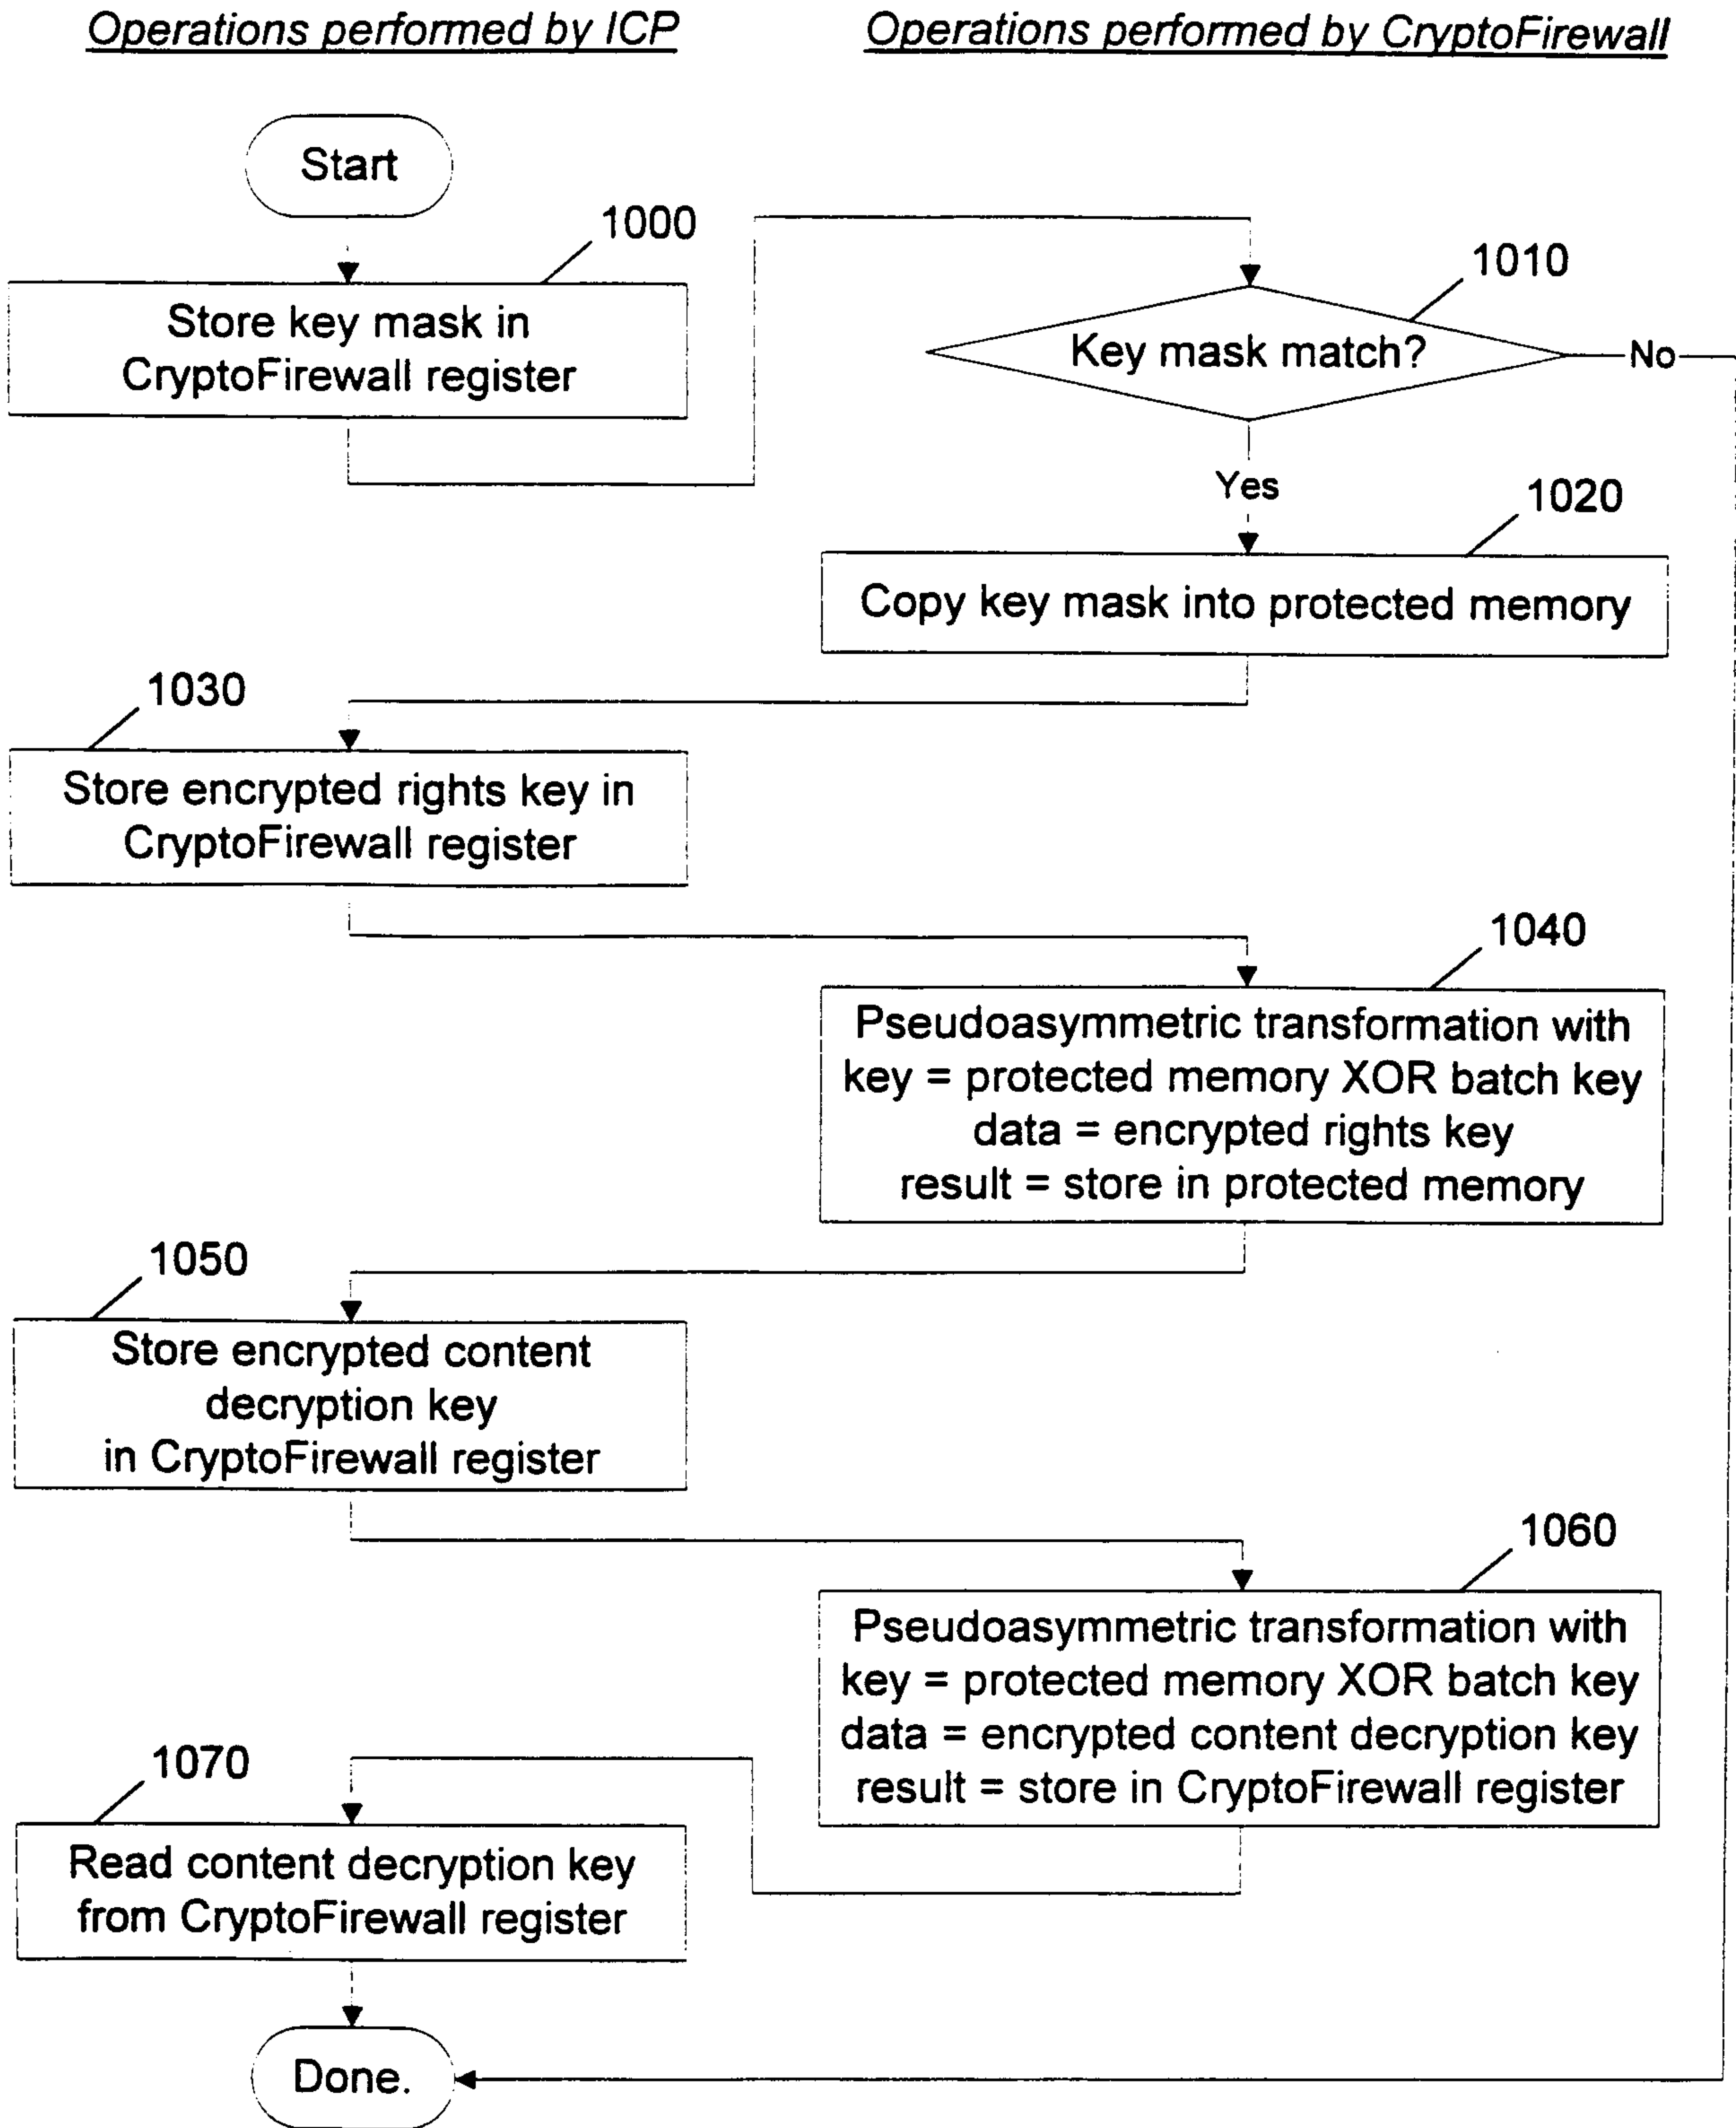 Operations performed by ICP
Operations performed by CryptoFirewall
Start
1000
Store key mask in
CryptoFirewall register
1010
Key mask match?
No
Yes
1020
Copy key mask into protected memory
1030
Store encrypted rights key in
CryptoFirewall register
1040
Pseudoasymmetric transformation with
key = protected memory XOR batch key
data = encrypted rights key
result = store in protected memory
1050
Store encrypted content
decryption key
in CryptoFirewall register
1060
Pseudoasymmetric transformation with
key = protected memory XOR batch key
data = encrypted content decryption key
result = store in CryptoFirewall register
1070
Read content decryption key
from CryptoFirewall register
Done.